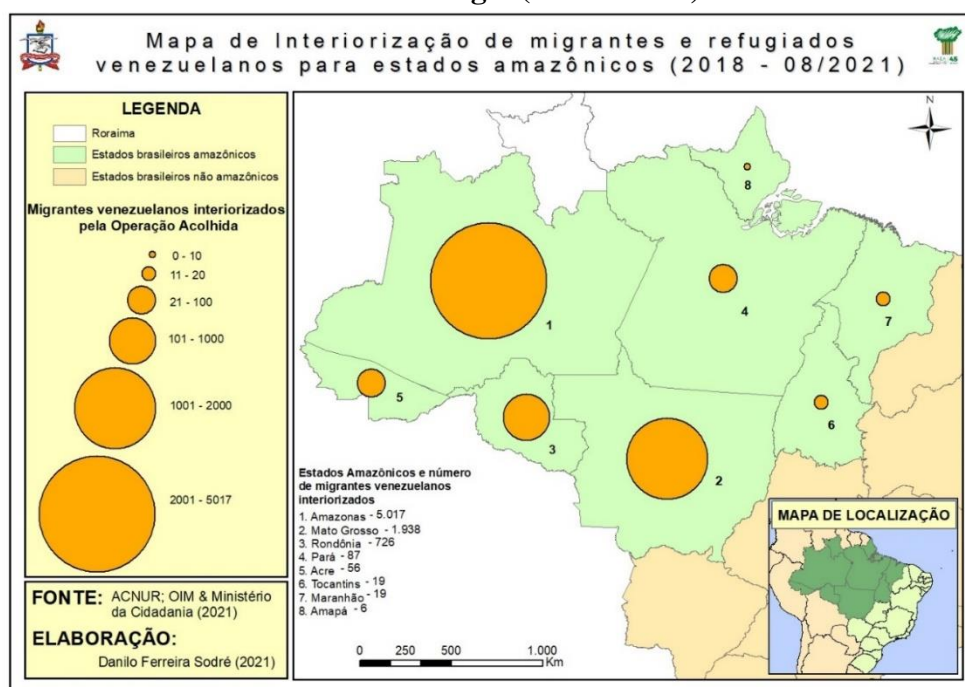 Mapa de Interiorização de migrantes e refugiados
venezuelanos para estados amazônicos (2018 - 08/2021)
LEGENDA
Roraima
Estados brasileiros amazônicos
Estados brasileiros não amazônicos
Migrantes venezuelanos interiorizados
pela Operação Acolhida
0 - 10
11 - 20
21 - 100
101 - 1000
1001 - 2000
2001 - 5017
FONTE: ACNUR; OIM & Ministério
da Cidadania (2021)
ELABORAÇÃO:
Danilo Ferreira Sodré (2021)
N
8
1
4
7
5
3
6
2
Estados Amazônicos e número
de migrantes venezuelanos
interiorizados
1. Amazonas - 5.017
2. Mato Grosso - 1.938
3. Rondônia - 726
4. Pará - 87
5. Acre - 56
6. Tocantins - 19
7. Maranhão - 19
8. Amapá - 6
0 250 500 1.000
Km
MAPA DE LOCALIZAÇÃO